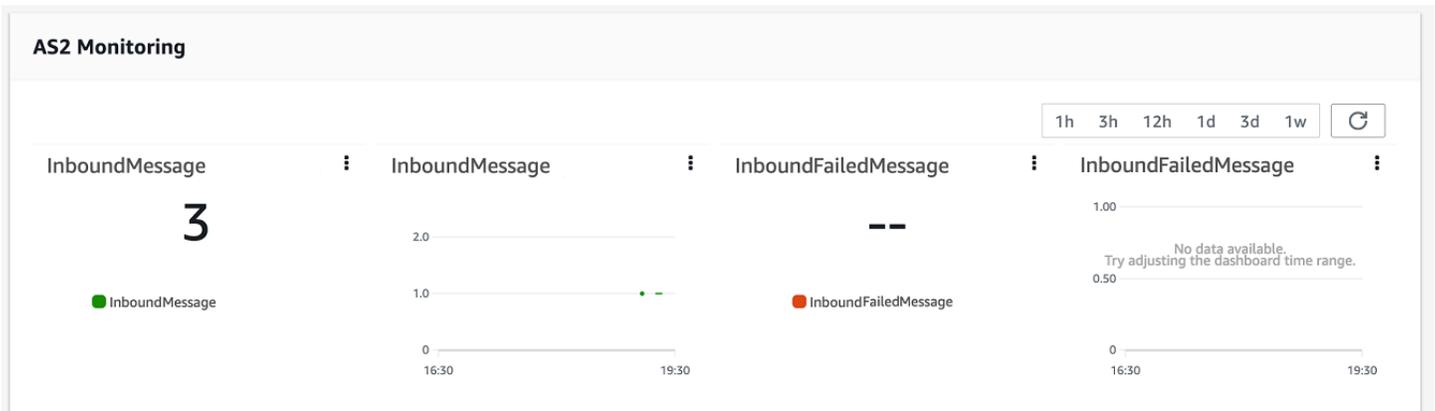 AS2 Monitoring
1h 3h 12h 1d 3d 1w
InboundMessage
3
InboundMessage
InboundMessage
2.0
1.0
0
16:30 19:30
InboundFailedMessage
--
InboundFailedMessage
InboundFailedMessage
1.00
No data available.
Try adjusting the dashboard time range.
0.50
0
16:30 19:30